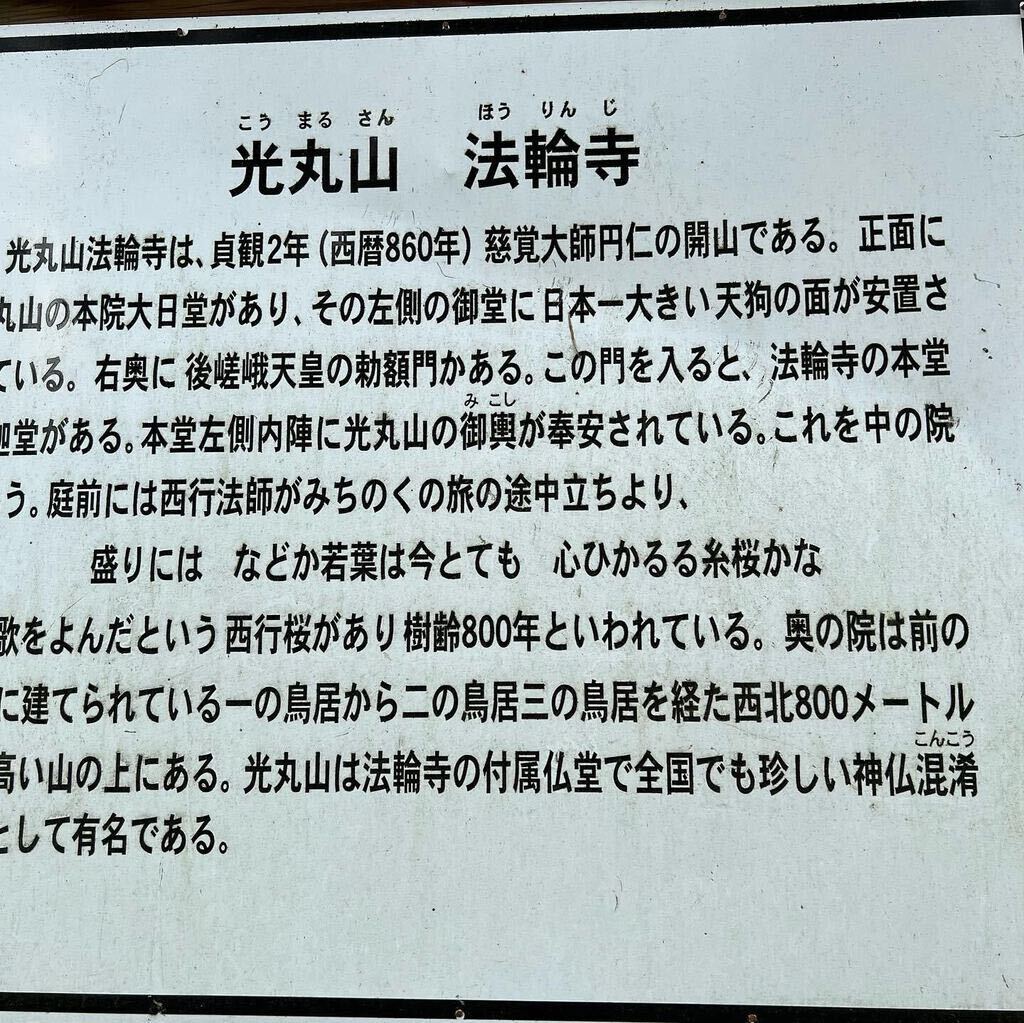 こう まる さん　ほう りん じ
光丸山　法輪寺
光丸山法輪寺は、貞観2年（西暦860年）慈覚大師円仁の開山である。正面に
丸山の本院大日堂があり、その左側の御堂に日本一大きい天狗の面が安置さ
ている。右奥に後嵯峨天皇の勅額門かある。この門を入ると、法輪寺の本堂
堂がある。本堂左側内陣に光丸山の御輿が奉安されている。これを中の院
みこし
う。庭前には西行法師がみちのくの旅の途中立ちより、
盛りには　などか若葉は今とても　心ひかるる糸桜かな
歌をよんだという西行桜があり樹齢800年といわれている。奥の院は前の
に建てられている一の鳥居から二の鳥居三の鳥居を経た西北800メートル
こんこう
高い山の上にある。光丸山は法輪寺の付属仏堂で全国でも珍しい神仏混淆
として有名である。